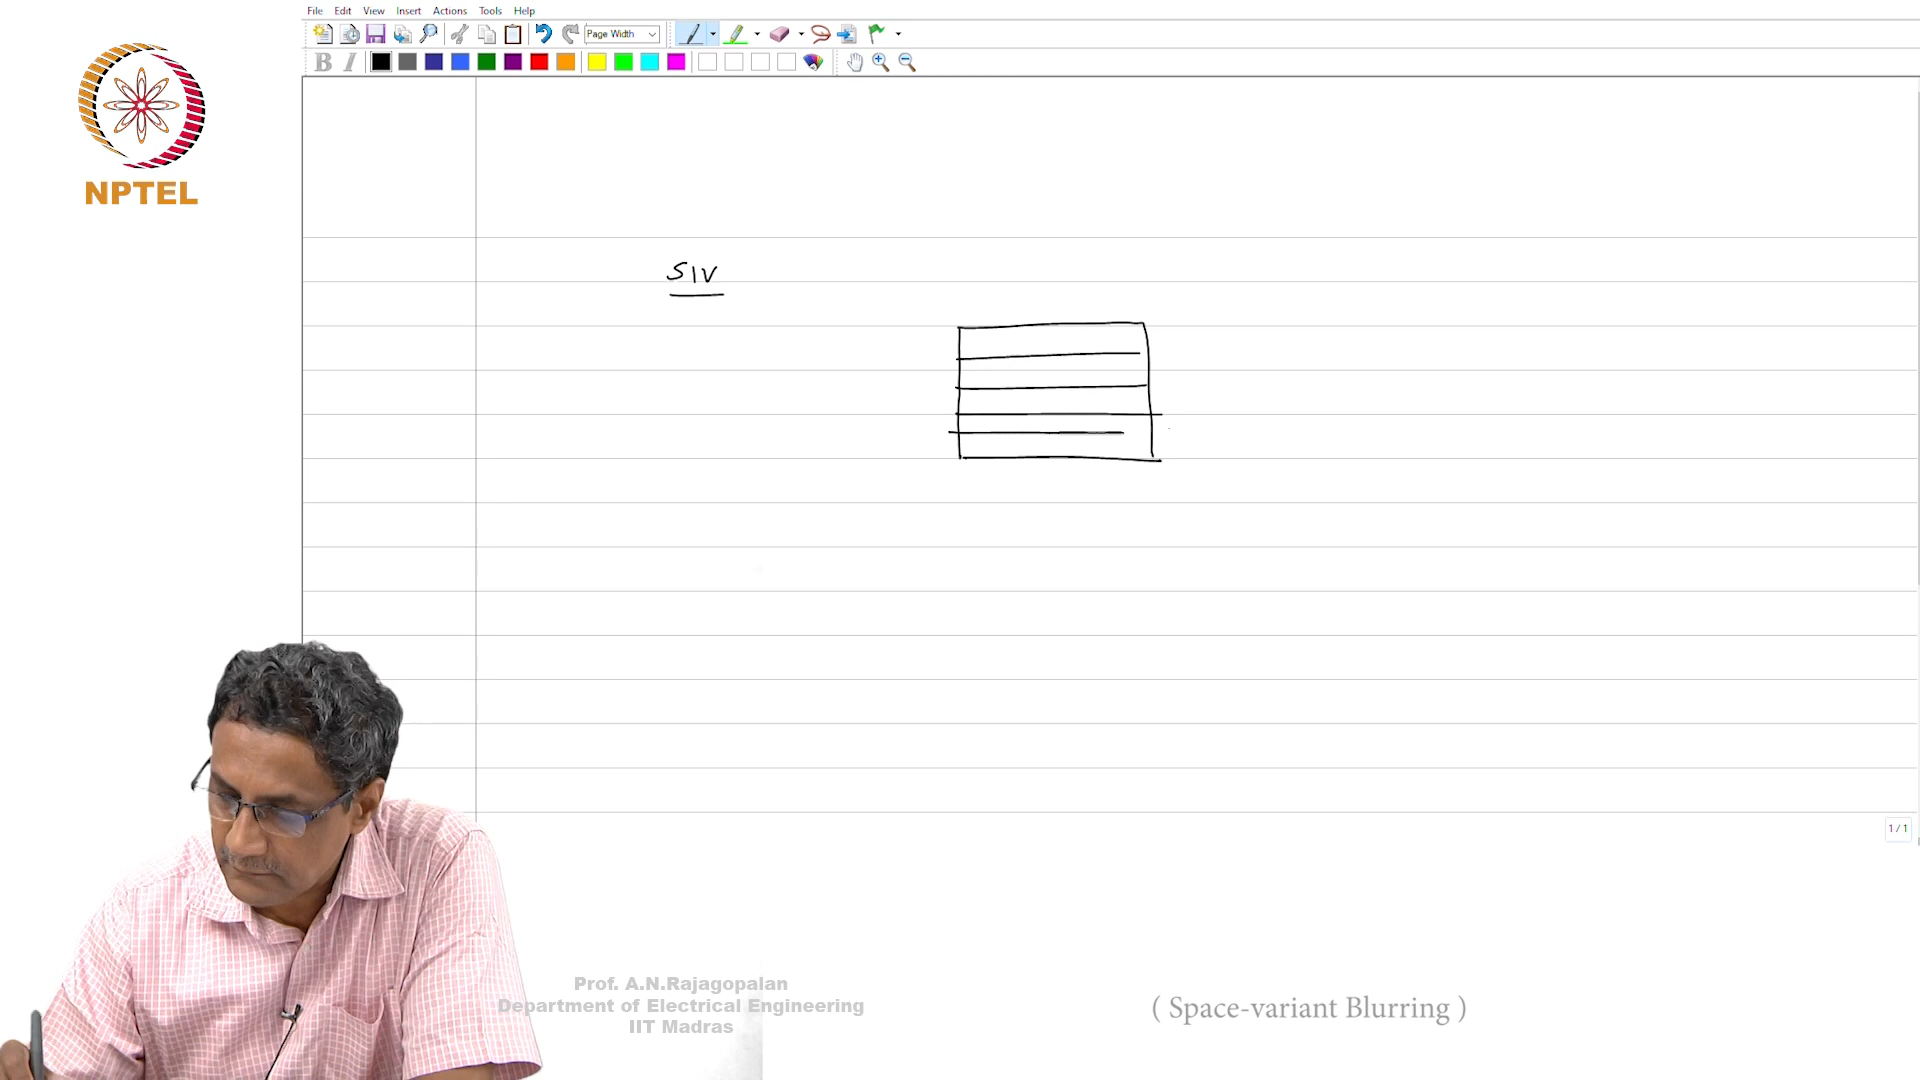 File Edit View Insert Actions Tools Help
Page Width
B I
NPTEL
SIV
1 / 1
Prof. A.N.Rajagopalan
Department of Electrical Engineering
IIT Madras
( Space-variant Blurring )